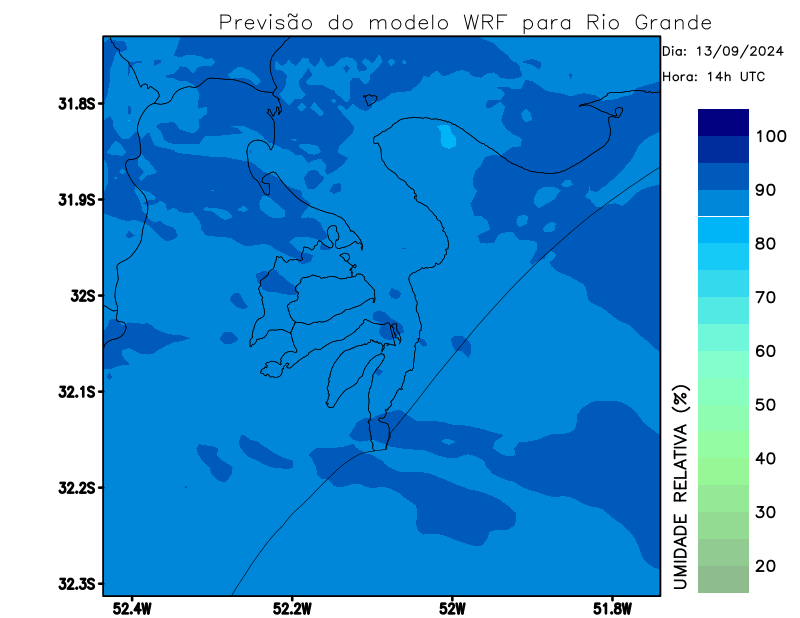 Previsão do modelo WRF para Rio Grande
Dia: 13/09/2024
Hora: 14h UTC
31.8S
31.9S
32S
32.1S
32.2S
32.3S
52.4W
52.2W
52W
51.8W
100
90
80
70
60
50
40
30
20
UMIDADE RELATIVA (%)